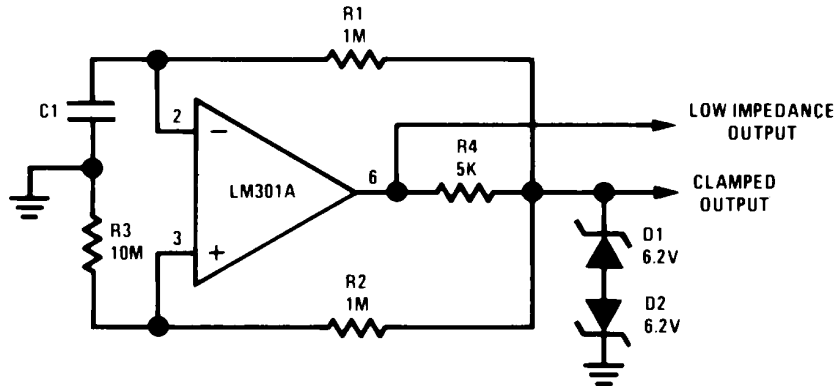 R1
1M
C1
2
−
LM301A
6
R4
5K
LOW IMPEDANCE
OUTPUT
CLAMPED
OUTPUT
R3
10M
3
+
R2
1M
D1
6.2V
D2
6.2V